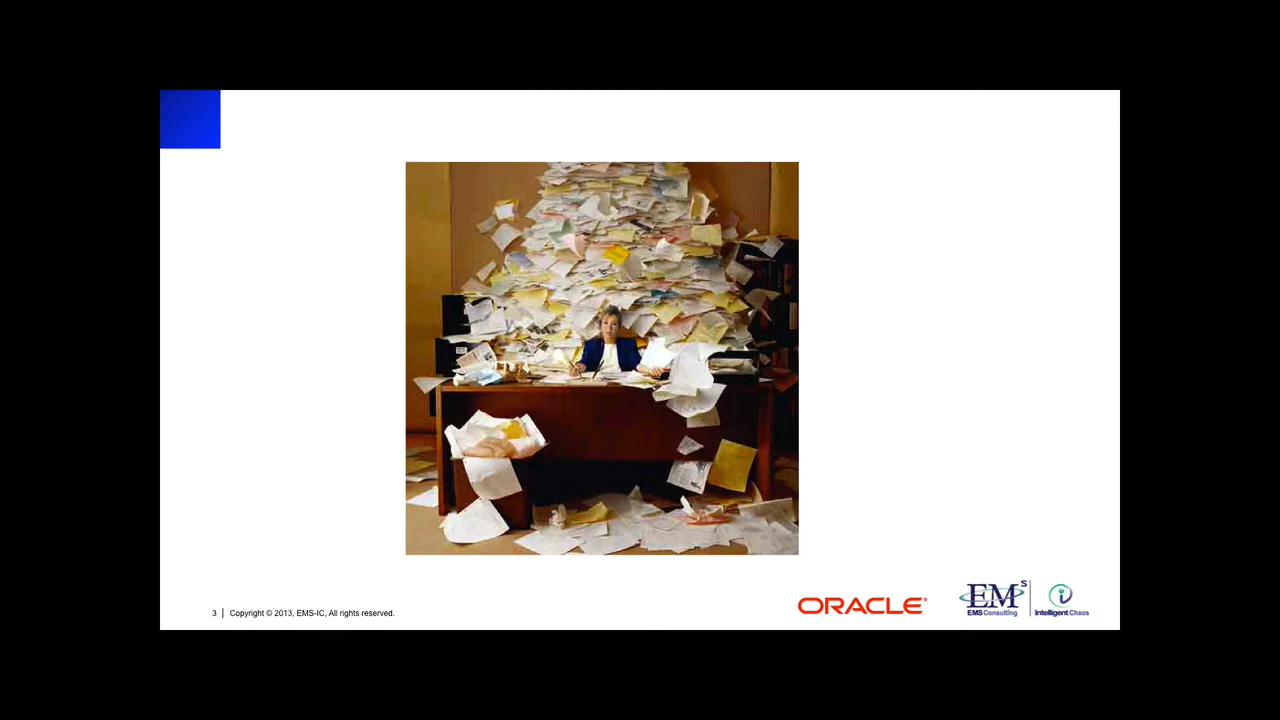 3 | Copyright © 2013, EMS-IC, All rights reserved.
ORACLE®
EMS
EMS Consulting
i
Intelligent Chaos